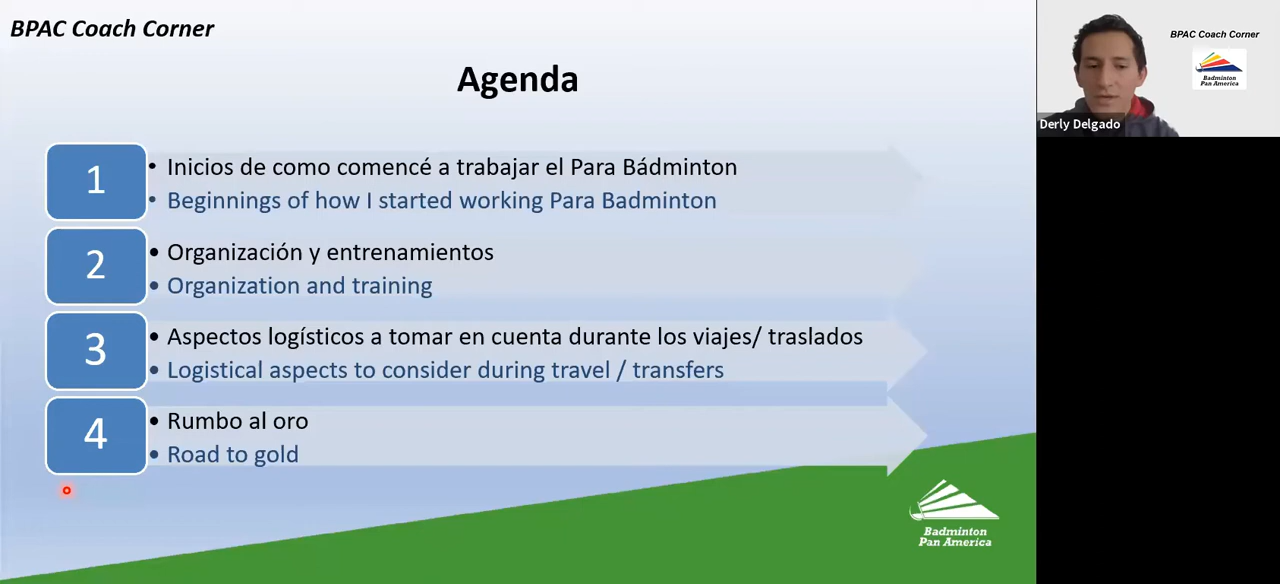 BPAC Coach Corner
Agenda
1
• Inicios de como comencé a trabajar el Para Bádminton
• Beginnings of how I started working Para Badminton
2
• Organización y entrenamientos
• Organization and training
3
• Aspectos logísticos a tomar en cuenta durante los viajes/ traslados
• Logistical aspects to consider during travel / transfers
4
• Rumbo al oro
• Road to gold
Badminton
Pan America
BPAC Coach Corner
Badminton
Pan America
Derly Delgado